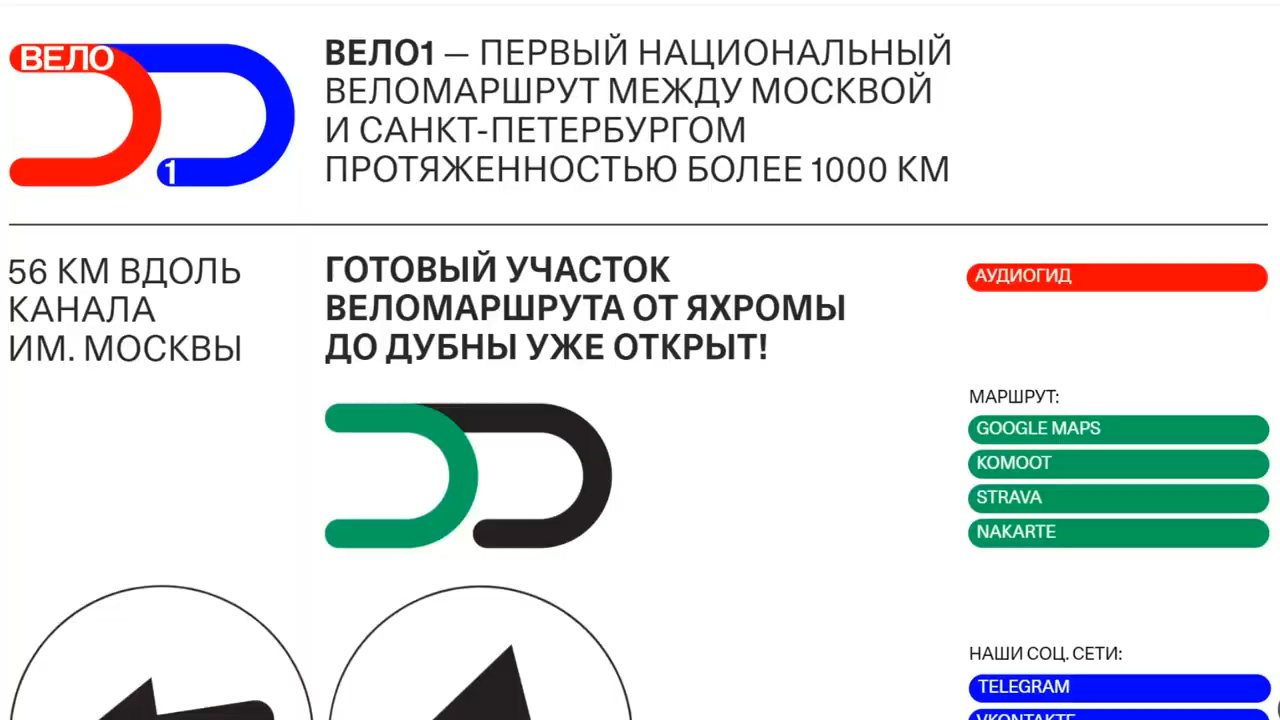 ВЕЛО
1
ВЕЛО1 — ПЕРВЫЙ НАЦИОНАЛЬНЫЙ
ВЕЛОМАРШРУТ МЕЖДУ МОСКВОЙ
И САНКТ-ПЕТЕРБУРГОМ
ПРОТЯЖЕННОСТЬЮ БОЛЕЕ 1000 КМ
56 КМ ВДОЛЬ
КАНАЛА
ИМ. МОСКВЫ
ГОТОВЫЙ УЧАСТОК
ВЕЛОМАРШРУТА ОТ ЯХРОМЫ
ДО ДУБНЫ УЖЕ ОТКРЫТ!
АУДИОГИД
МАРШРУТ:
GOOGLE MAPS
KOMOOT
STRAVA
NAKARTE
НАШИ СОЦ. СЕТИ:
TELEGRAM
VKONTAKTE